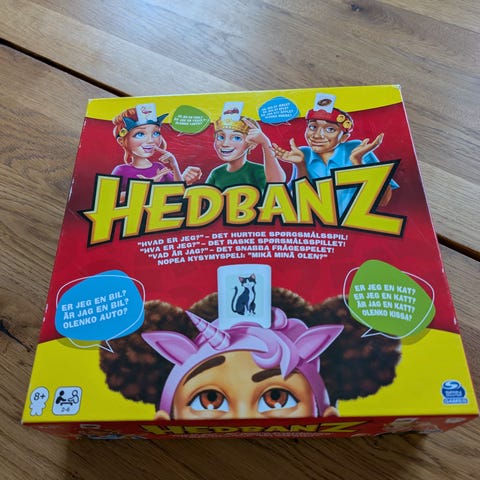 HEDBANZ
"HVAD ER JEG?" – DET HURTIGE SPØRGSMÅLSSPIL!
"HVA ER JEG?" – DET RASKE SPØRSMÅLSSPILLET!
"VAD ÄR JAG?" – DET SNABBA FRÅGESPELET!
NOPEA KYSYMYSPELI: "MIKÄ MINÄ OLEN?"
ER JEG EN BIL?
ÄR JAG EN BIL?
OLENKO AUTO?
ER JEG EN KAT?
ER JEG EN KATT?
ÄR JAG EN KATT?
OLENKO KISSA?
8+
2-6
SPIN
MASTER
GAMES